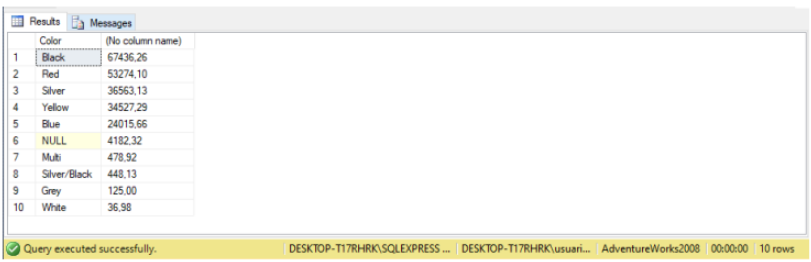 Results Messages
Color (No column name)
1 Black 67436,26
2 Red 53274,10
3 Silver 36563,13
4 Yellow 34527,29
5 Blue 24015,66
6 NULL 4182,32
7 Multi 478,92
8 Silver/Black 448,13
9 Grey 125,00
10 White 36,98
Query executed successfully. DESKTOP-T17RHRK\SQLEXPRESS ... DESKTOP-T17RHRK\usuari... AdventureWorks2008 00:00:00 10 rows